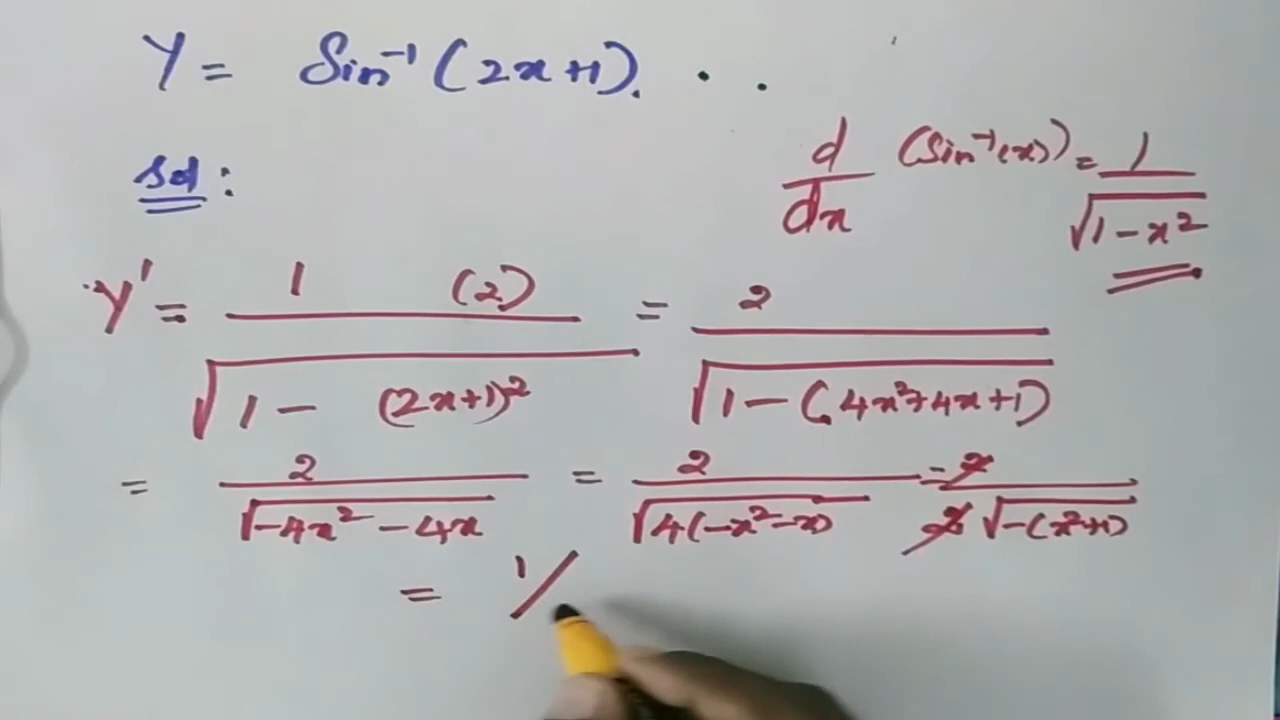 Y = Sin⁻¹(2x+1). . .
Sol:
d/dx (Sin⁻¹(x)) = 1/√(1-x²)
Y' = 1 (2)/√(1 - (2x+1)²) = 2/√(1-(4x²+4x+1))
= 2/√(-4x² - 4x) = 2/√(4(-x²-x)) = 2/2√(-(x²+1))
= 1/